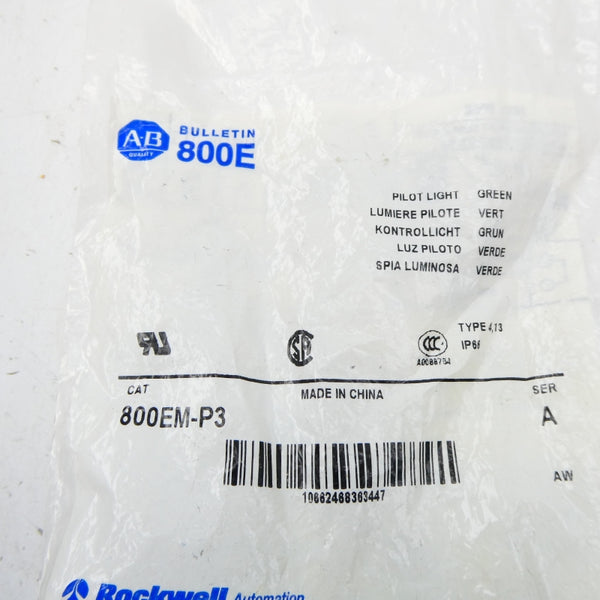 A-B
QUALITY
BULLETIN
800E
PILOT LIGHT GREEN
LUMIERE PILOTE VERT
KONTROLLICHT GRUN
LUZ PILOTO VERDE
SPIA LUMINOSA VERDE
TYPE 4,13
IP66
CAT
MADE IN CHINA
SER
800EM-P3
A
AW
10662468363447
Rockwell Automation